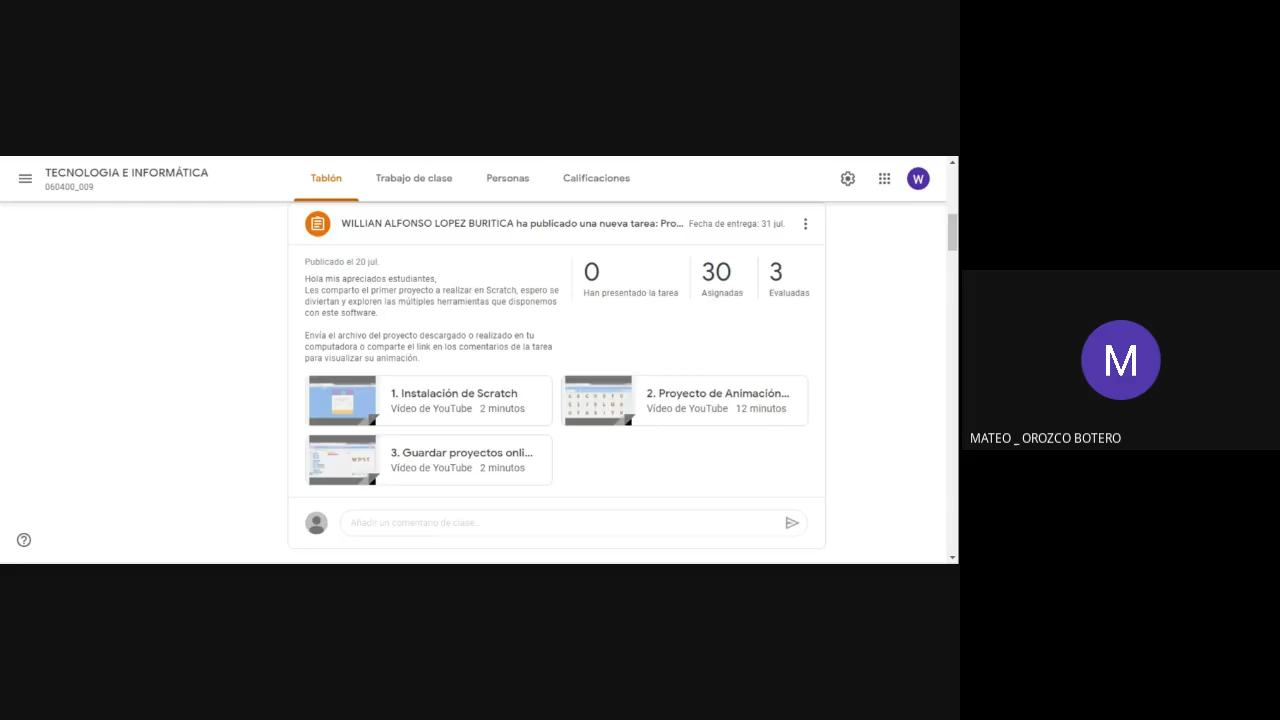 TECNOLOGIA E INFORMÁTICA
060400_009
Tablón
Trabajo de clase
Personas
Calificaciones
W
WILLIAN ALFONSO LOPEZ BURITICA ha publicado una nueva tarea: Pro...
Fecha de entrega: 31 jul.
Publicado el 20 jul.
Hola mis apreciados estudiantes,
Les comparto el primer proyecto a realizar en Scratch, espero se
diviertan y exploren las múltiples herramientas que disponemos
con este software.
Envía el archivo del proyecto descargado o realizado en tu
computadora o comparte el link en los comentarios de la tarea
para visualizar su animación.
0
Han presentado la tarea
30
Asignadas
3
Evaluadas
1. Instalación de Scratch
Vídeo de YouTube 2 minutos
2. Proyecto de Animación...
Vídeo de YouTube 12 minutos
3. Guardar proyectos onli...
Vídeo de YouTube 2 minutos
Añadir un comentario de clase...
M
MATEO _ OROZCO BOTERO